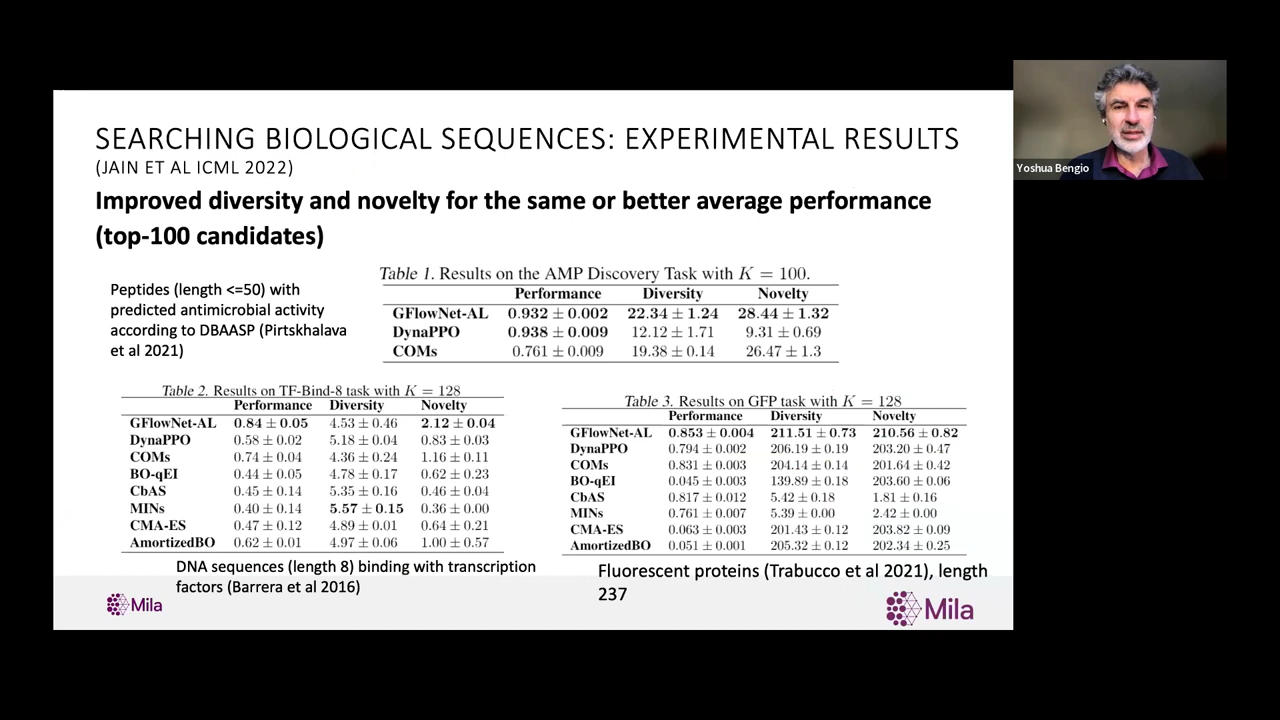 SEARCHING BIOLOGICAL SEQUENCES: EXPERIMENTAL RESULTS
(JAIN ET AL ICML 2022)
Improved diversity and novelty for the same or better average performance
(top-100 candidates)
Yoshua Bengio
Peptides (length <=50) with
predicted antimicrobial activity
according to DBAASP (Pirtskhalava
et al 2021)
Table 1. Results on the AMP Discovery Task with K = 100.
Performance Diversity Novelty
GFlowNet-AL 0.932 ± 0.002 22.34 ± 1.24 28.44 ± 1.32
DynaPPO 0.938 ± 0.009 12.12 ± 1.71 9.31 ± 0.69
COMs 0.761 ± 0.009 19.38 ± 0.14 26.47 ± 1.3
Table 2. Results on TF-Bind-8 task with K = 128
Performance Diversity Novelty
GFlowNet-AL 0.84 ± 0.05 4.53 ± 0.46 2.12 ± 0.04
DynaPPO 0.58 ± 0.02 5.18 ± 0.04 0.83 ± 0.03
COMs 0.74 ± 0.04 4.36 ± 0.24 1.16 ± 0.11
BO-qEI 0.44 ± 0.05 4.78 ± 0.17 0.62 ± 0.23
CbAS 0.45 ± 0.14 5.35 ± 0.16 0.46 ± 0.04
MINs 0.40 ± 0.14 5.57 ± 0.15 0.36 ± 0.00
CMA-ES 0.47 ± 0.12 4.89 ± 0.01 0.64 ± 0.21
AmortizedBO 0.62 ± 0.01 4.97 ± 0.06 1.00 ± 0.57
DNA sequences (length 8) binding with transcription
factors (Barrera et al 2016)
Table 3. Results on GFP task with K = 128
Performance Diversity Novelty
GFlowNet-AL 0.853 ± 0.004 211.51 ± 0.73 210.56 ± 0.82
DynaPPO 0.794 ± 0.002 206.19 ± 0.19 203.20 ± 0.47
COMs 0.831 ± 0.003 204.14 ± 0.14 201.64 ± 0.42
BO-qEI 0.045 ± 0.003 139.89 ± 0.18 203.60 ± 0.06
CbAS 0.817 ± 0.012 5.42 ± 0.18 1.81 ± 0.16
MINs 0.761 ± 0.007 5.39 ± 0.00 2.42 ± 0.00
CMA-ES 0.063 ± 0.003 201.43 ± 0.12 203.82 ± 0.09
AmortizedBO 0.051 ± 0.001 205.32 ± 0.12 202.34 ± 0.25
Fluorescent proteins (Trabucco et al 2021), length
237
Mila
Mila